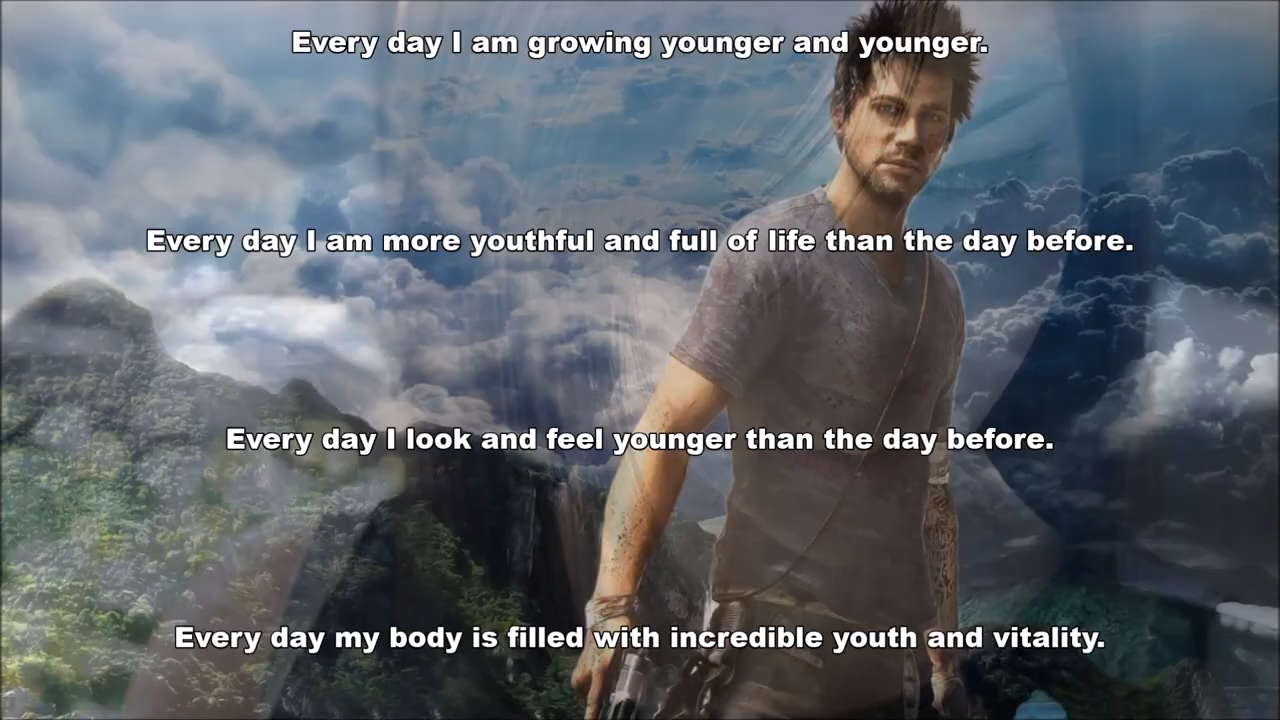 Every day I am growing younger and younger.
Every day I am more youthful and full of life than the day before.
Every day I look and feel younger than the day before.
Every day my body is filled with incredible youth and vitality.